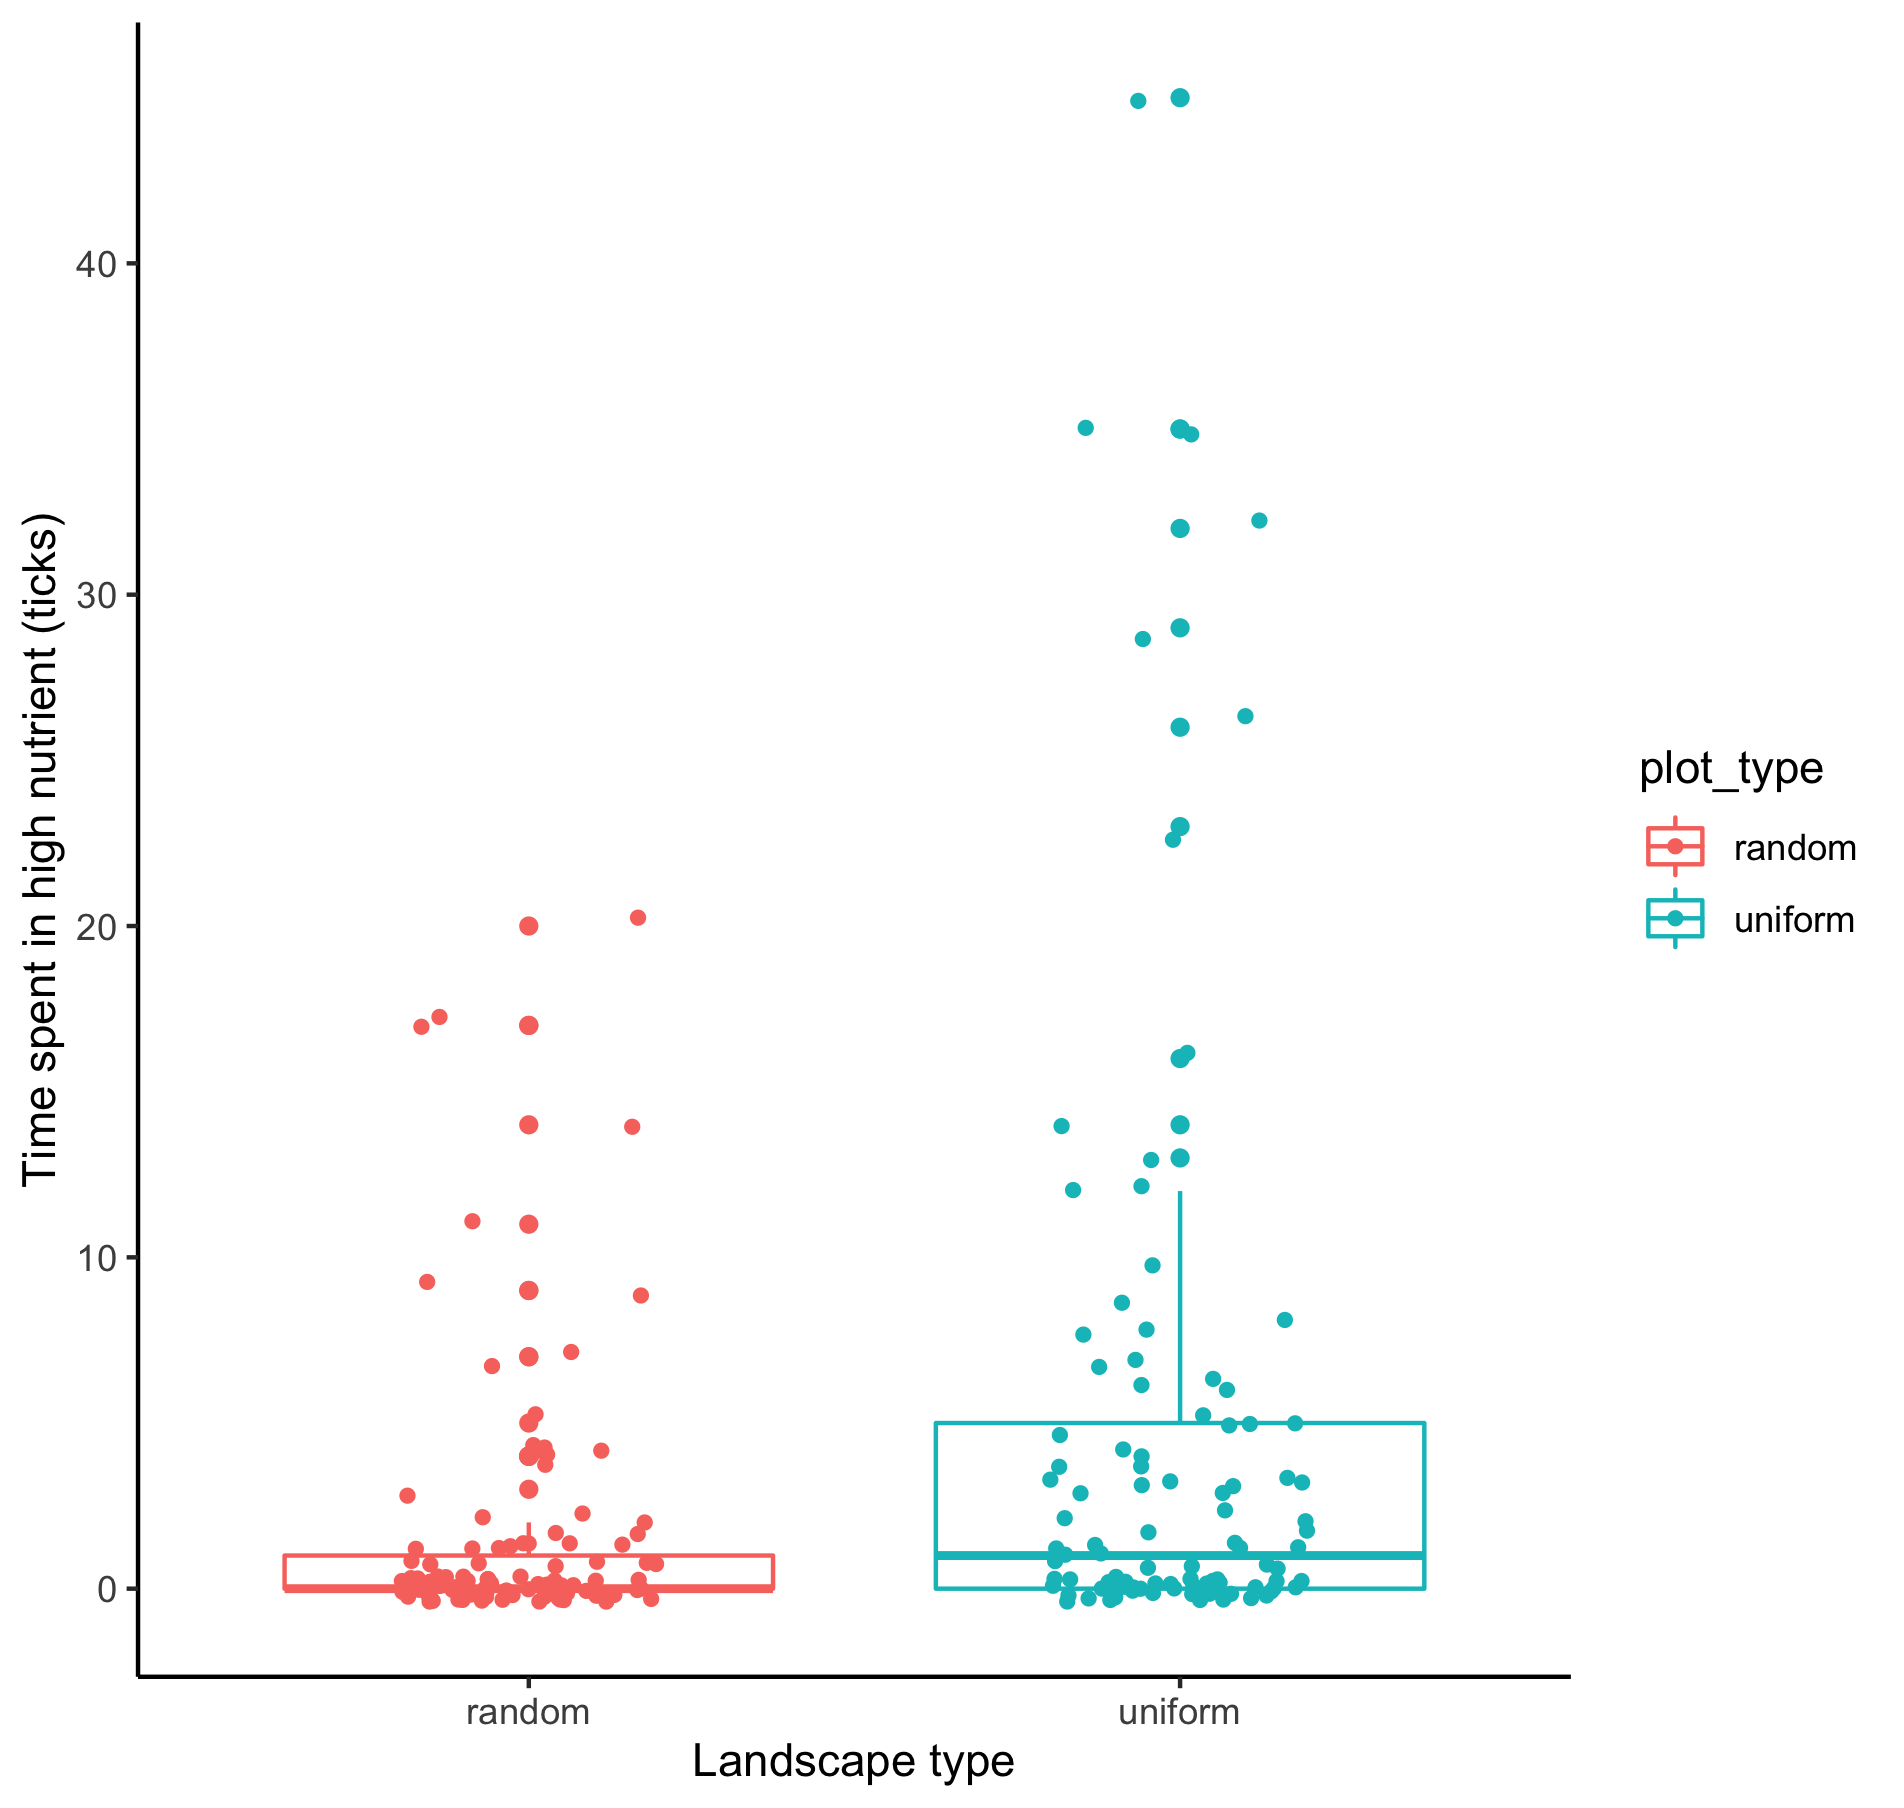 Time spent in high nutrient (ticks)
40
30
20
10
0
random
uniform
Landscape type
plot_type
random
uniform